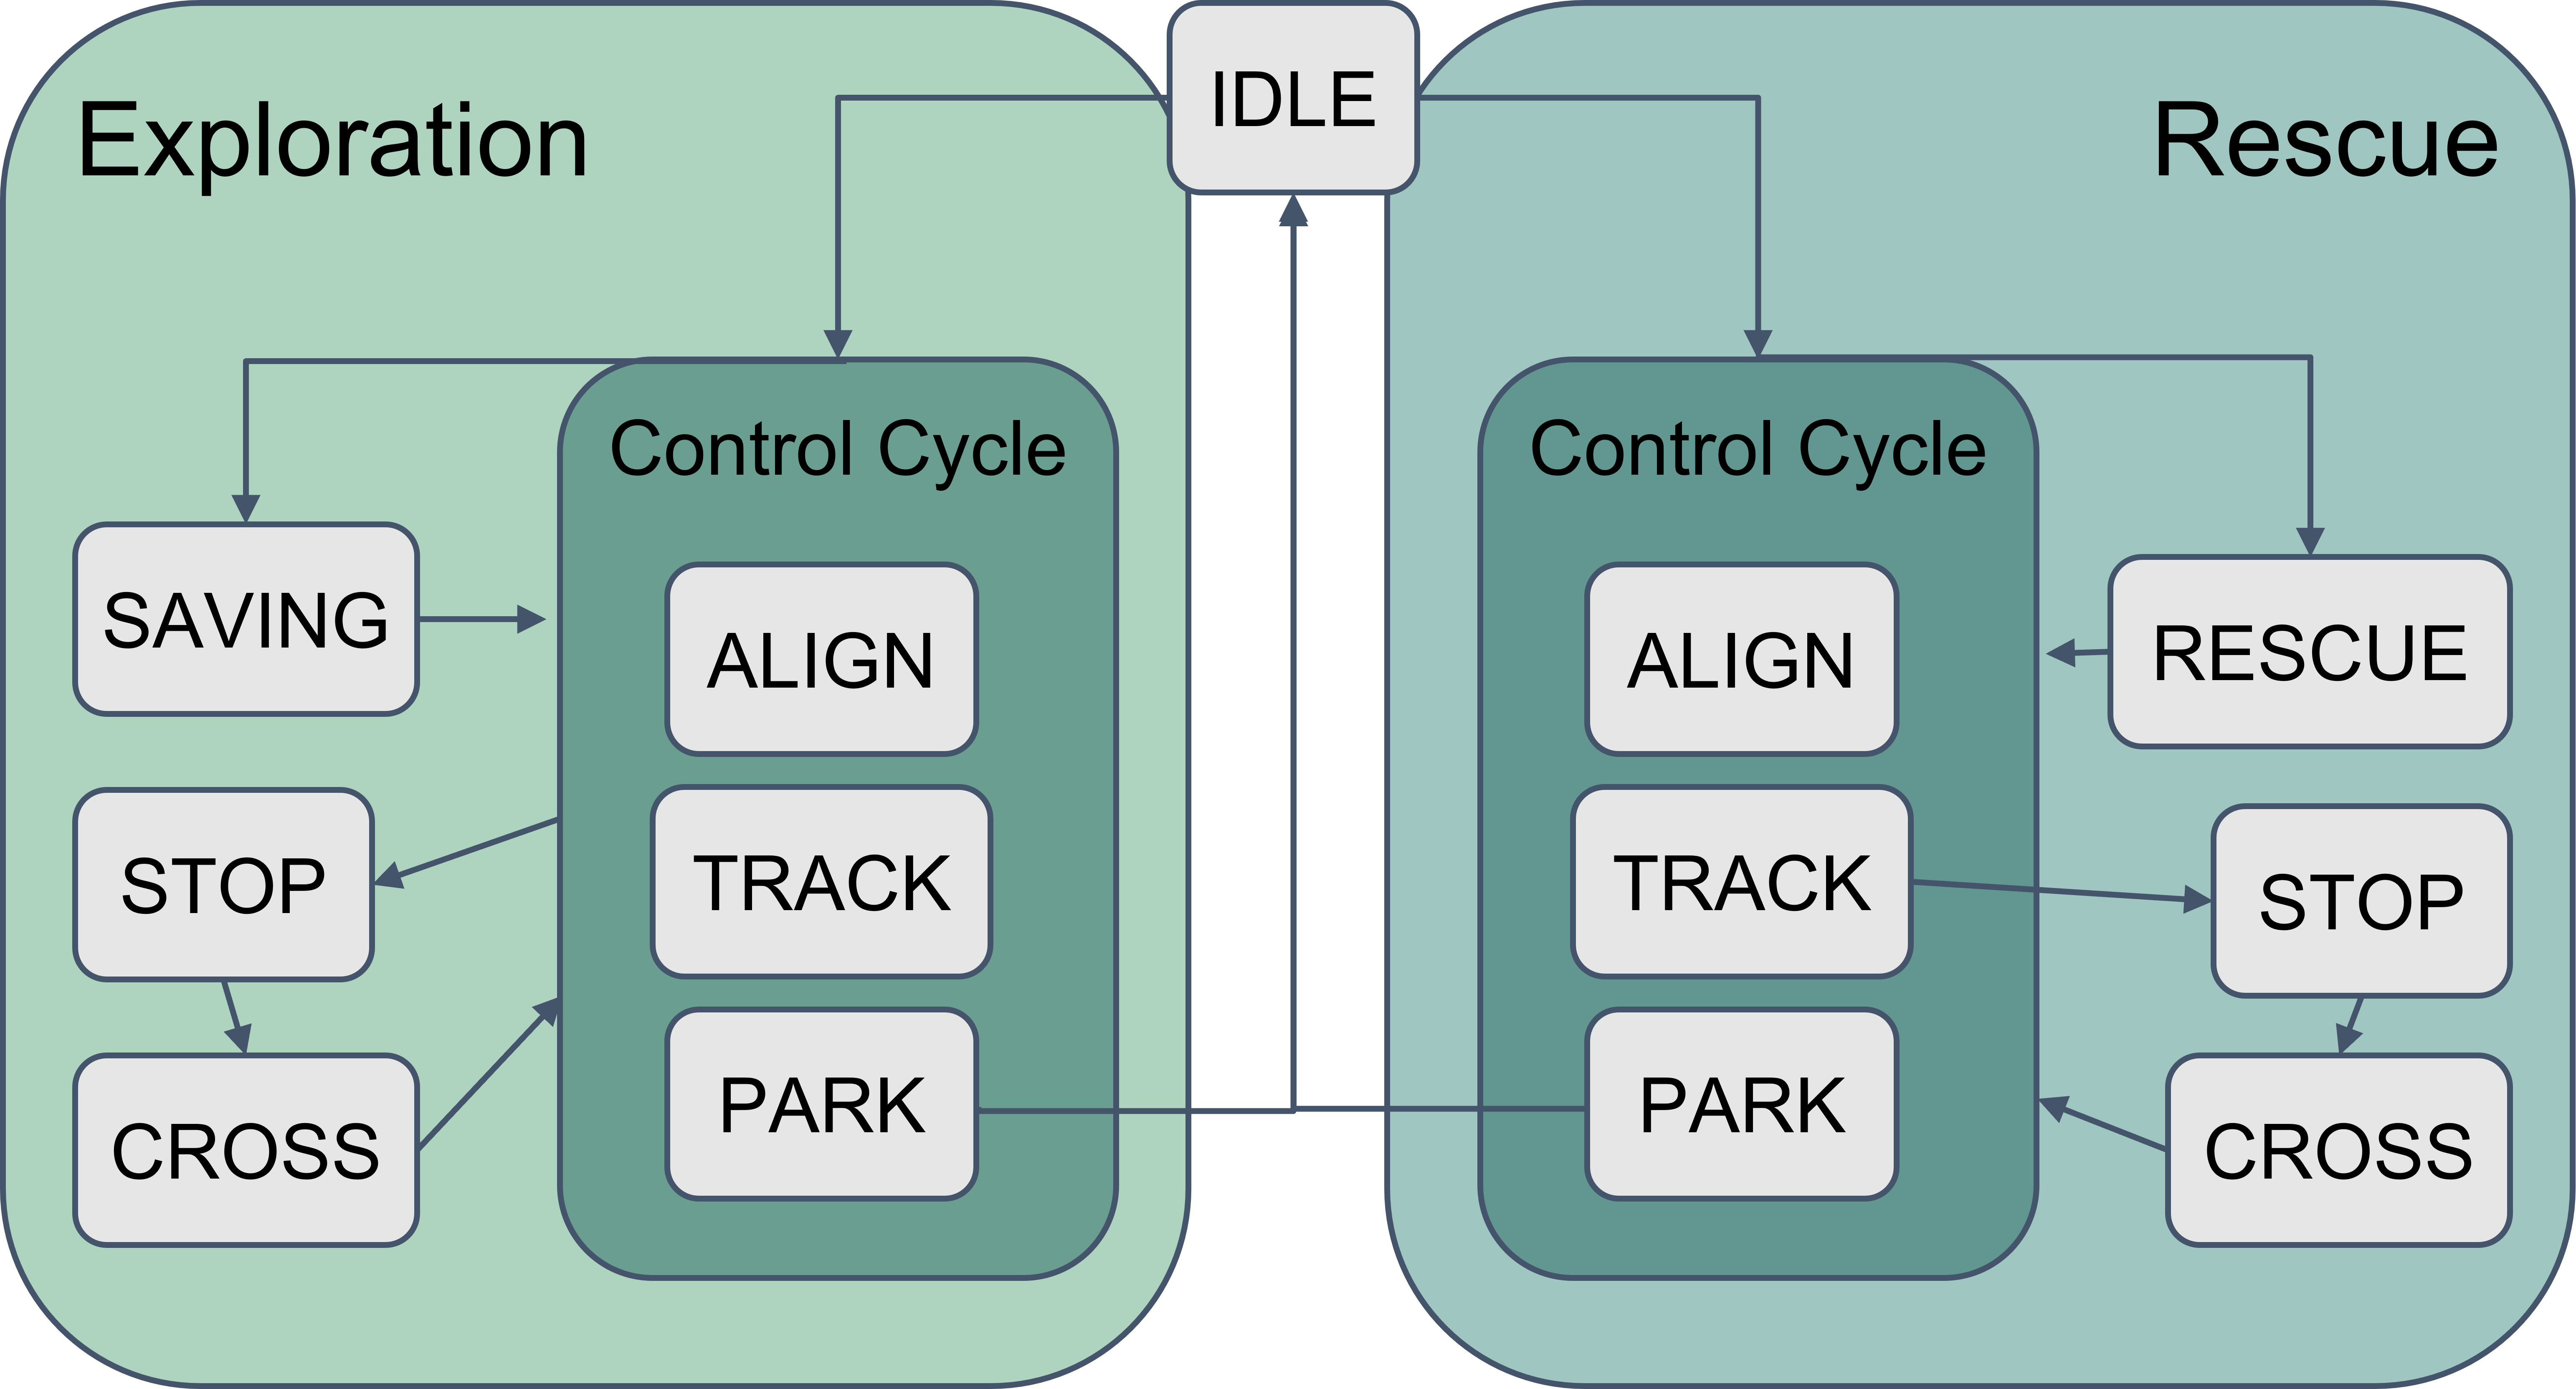 IDLE
Exploration
Control Cycle
SAVING
ALIGN
STOP
TRACK
CROSS
PARK
Rescue
Control Cycle
ALIGN
RESCUE
TRACK
STOP
PARK
CROSS